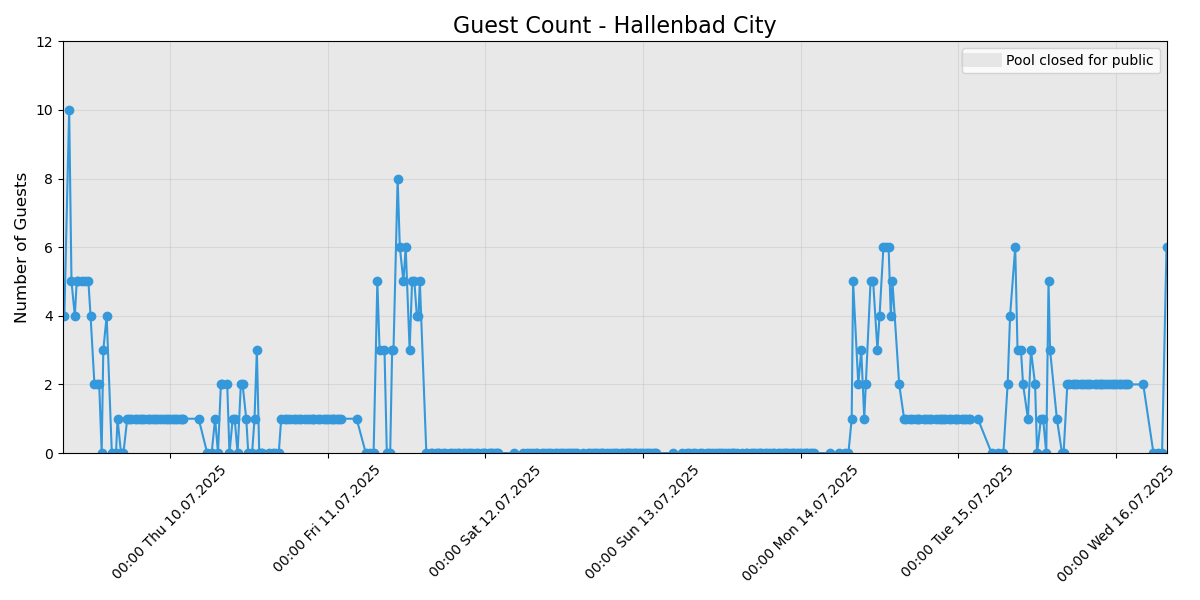 Guest Count - Hallenbad City
Pool closed for public
Number of Guests
12
10
8
6
4
2
0
00:00 Thu 10.07.2025
00:00 Fri 11.07.2025
00:00 Sat 12.07.2025
00:00 Sun 13.07.2025
00:00 Mon 14.07.2025
00:00 Tue 15.07.2025
00:00 Wed 16.07.2025